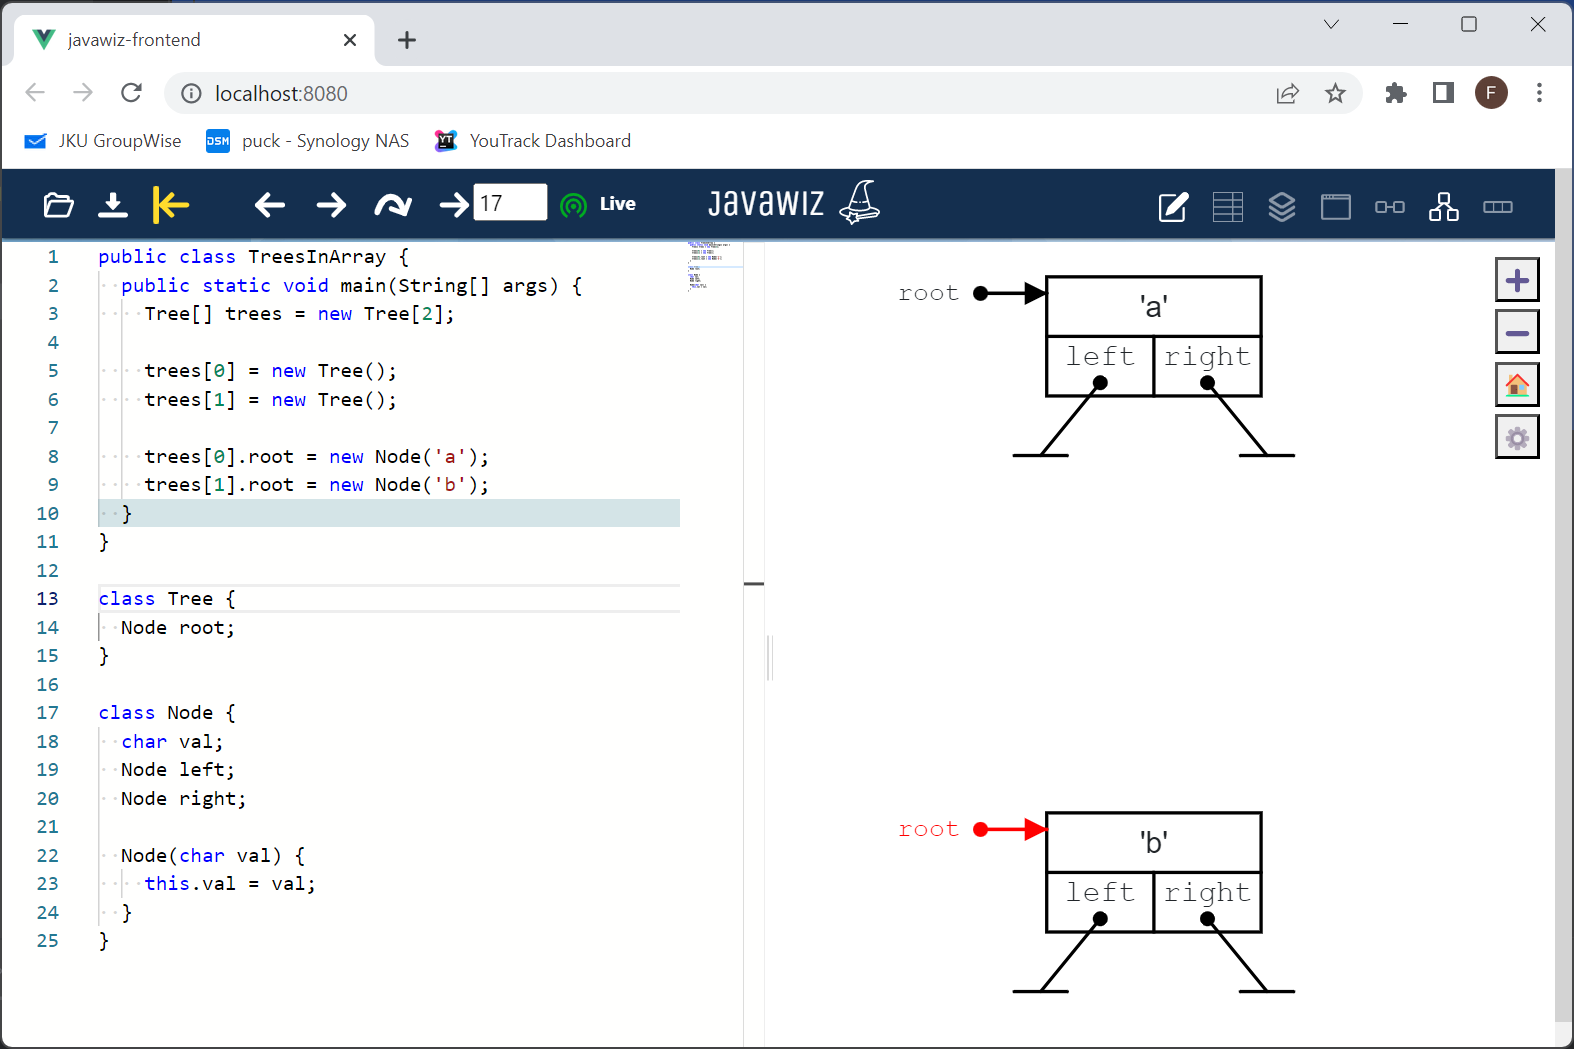 javawiz-frontend
localhost:8080
F
JKU GroupWise
DSM
puck - Synology NAS
YT
YouTrack Dashboard
17
Live
JavaWiz
1 public class TreesInArray {
2 public static void main(String[] args) {
3 Tree[] trees = new Tree[2];
4
5 trees[0] = new Tree();
6 trees[1] = new Tree();
7
8 trees[0].root = new Node('a');
9 trees[1].root = new Node('b');
10 }
11 }
12
13 class Tree {
14 Node root;
15 }
16
17 class Node {
18 char val;
19 Node left;
20 Node right;
21
22 Node(char val) {
23 this.val = val;
24 }
25 }
root
'a'
left right
root
'b'
left right